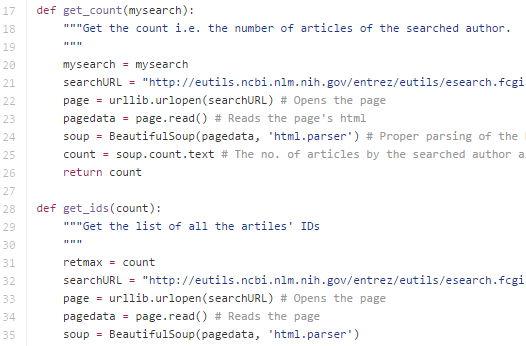 17 def get_count(mysearch):
18 """Get the count i.e. the number of articles of the searched author.
19 """
20 mysearch = mysearch
21 searchURL = "http://eutils.ncbi.nlm.nih.gov/entrez/eutils/esearch.fcgi
22 page = urllib.urlopen(searchURL) # Opens the page
23 pagedata = page.read() # Reads the page's html
24 soup = BeautifulSoup(pagedata, 'html.parser') # Proper parsing of the
25 count = soup.count.text # The no. of articles by the searched author a
26 return count
27
28 def get_ids(count):
29 """Get the list of all the artiles' IDs
30 """
31 retmax = count
32 searchURL = "http://eutils.ncbi.nlm.nih.gov/entrez/eutils/esearch.fcgi
33 page = urllib.urlopen(searchURL) # Opens the page
34 pagedata = page.read() # Reads the page
35 soup = BeautifulSoup(pagedata, 'html.parser')